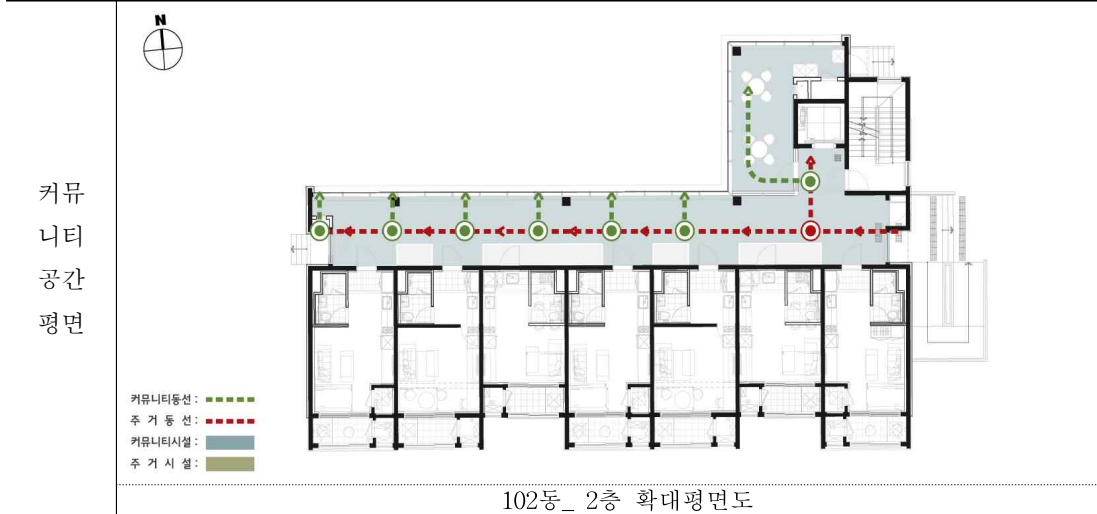 N
커뮤
니티
공간
평면
커뮤니티동선 :
주 거 동 선 :
커뮤니티시설 :
주 거 시 설 :
102동_ 2층 확대평면도